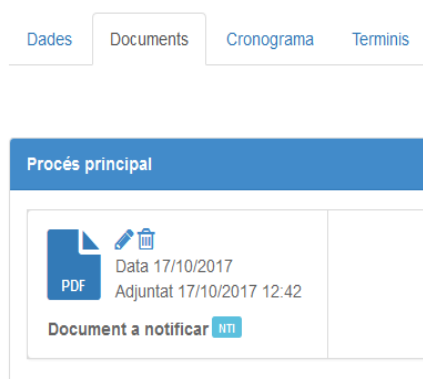 Dades Documents Cronograma Terminis
Procés principal
Data 17/10/2017
PDF Adjuntat 17/10/2017 12:42
Document a notificar NTI